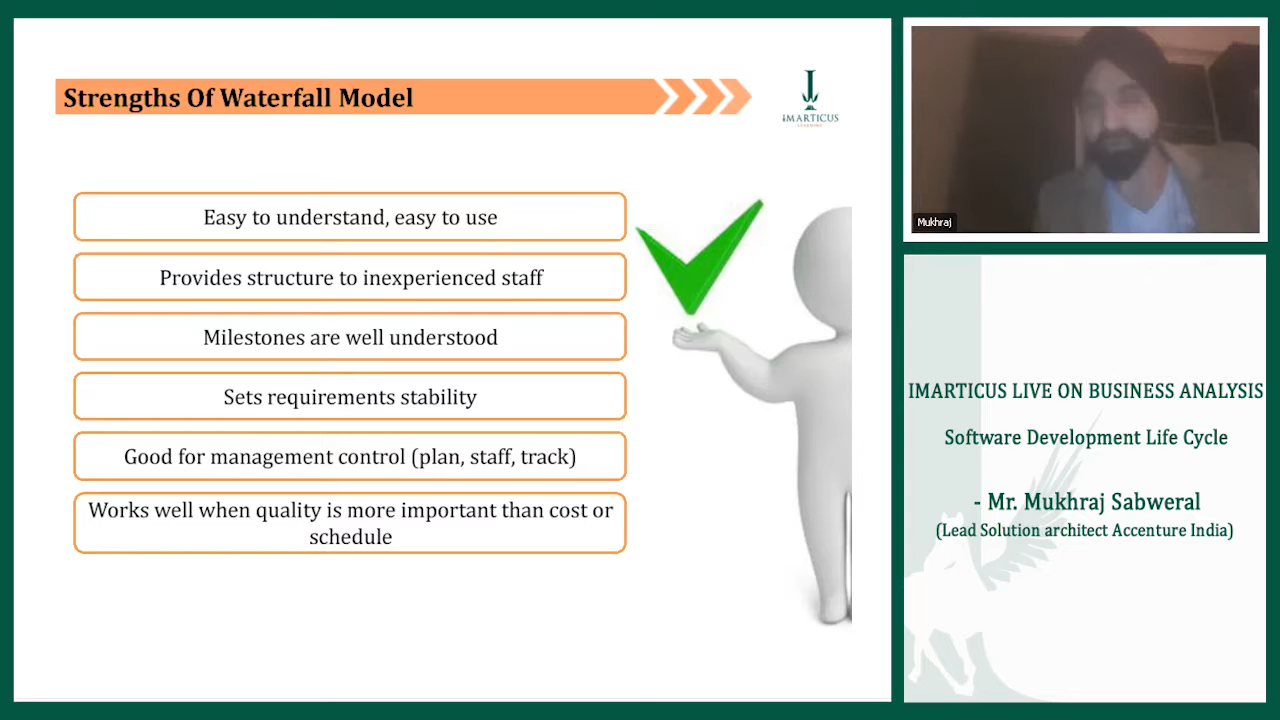 Strengths Of Waterfall Model
IMARTICUS
LEARNING
Easy to understand, easy to use
Provides structure to inexperienced staff
Milestones are well understood
Sets requirements stability
Good for management control (plan, staff, track)
Works well when quality is more important than cost or
schedule
Mukhraj
IMARTICUS LIVE ON BUSINESS ANALYSIS
Software Development Life Cycle
- Mr. Mukhraj Sabweral
(Lead Solution architect Accenture India)